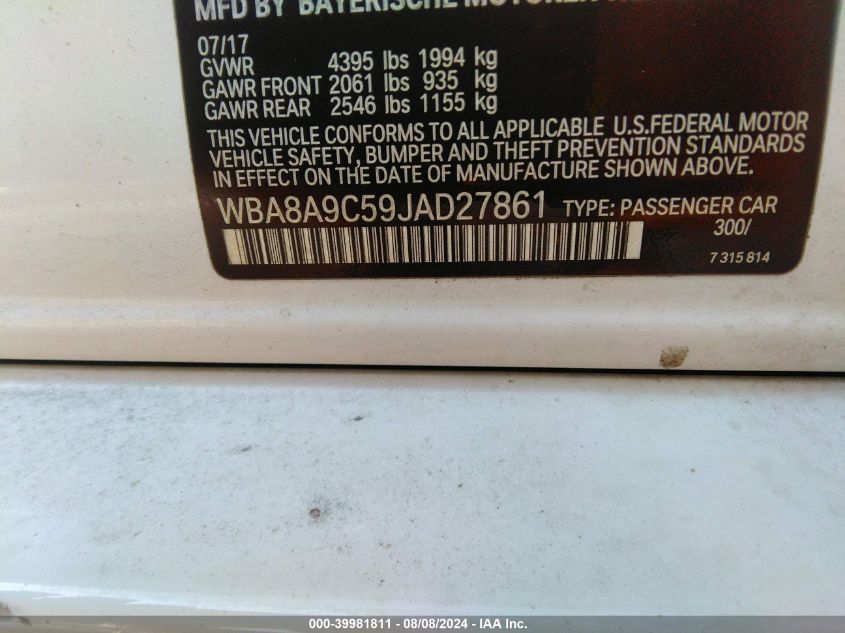 MFD BY BAYERISCHE MOTOREN
07/17
GVWR 4395 lbs 1994 kg
GAWR FRONT 2061 lbs 935 kg
GAWR REAR 2546 lbs 1155 kg
THIS VEHICLE CONFORMS TO ALL APPLICABLE U.S.FEDERAL MOTOR
VEHICLE SAFETY, BUMPER AND THEFT PREVENTION STANDARDS
IN EFFECT ON THE DATE OF MANUFACTURE SHOWN ABOVE.
WBA8A9C59JAD27861 TYPE: PASSENGER CAR
300/
7 315 814
000-39981811 - 08/08/2024 - IAA Inc.